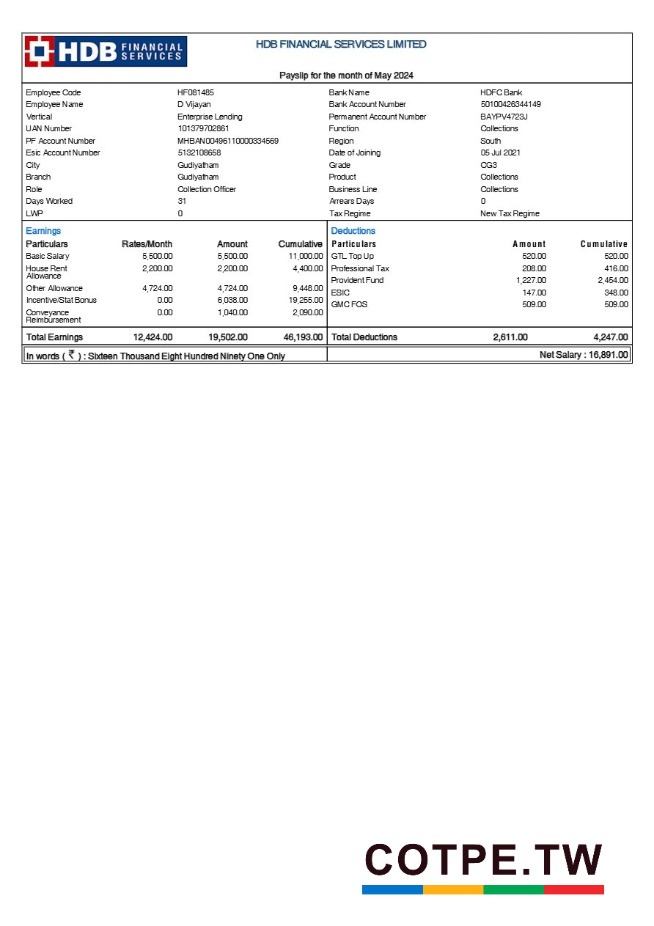 HDB FINANCIAL SERVICES
HDB FINANCIAL SERVICES LIMITED
Payslip for the month of May 2024
Employee Code HF081485 Bank Name HDFC Bank
Employee Name D Vijayan Bank Account Number 50100426344149
Vertical Enterprise Lending Permanent Account Number BAYPV4723J
UAN Number 101379702861 Function Collections
PF Account Number MHBAN00496110000334569 Region South
Esic Account Number 5132108658 Date of Joining 05 Jul 2021
City Gudiyatham Grade CG3
Branch Gudiyatham Product Collections
Role Collection Officer Business Line Collections
Days Worked 31 Arrears Days 0
LWP 0 Tax Regime New Tax Regime
Earnings Deductions
Particulars Rates/Month Amount Cumulative Particulars Amount Cumulative
Basic Salary 5,500.00 5,500.00 11,000.00 GTL Top Up 520.00 520.00
House Rent Allowance 2,200.00 2,200.00 4,400.00 Professional Tax 208.00 416.00
Provident Fund 1,227.00 2,454.00
Other Allowance 4,724.00 4,724.00 9,448.00 ESIC 147.00 348.00
Incentive/Stat Bonus 0.00 6,038.00 19,255.00 GMC FOS 509.00 509.00
Conveyance Reimbursement 0.00 1,040.00 2,090.00
Total Earnings 12,424.00 19,502.00 46,193.00 Total Deductions 2,611.00 4,247.00
In words ( ₹ ) : Sixteen Thousand Eight Hundred Ninety One Only Net Salary : 16,891.00
COTPE.TW